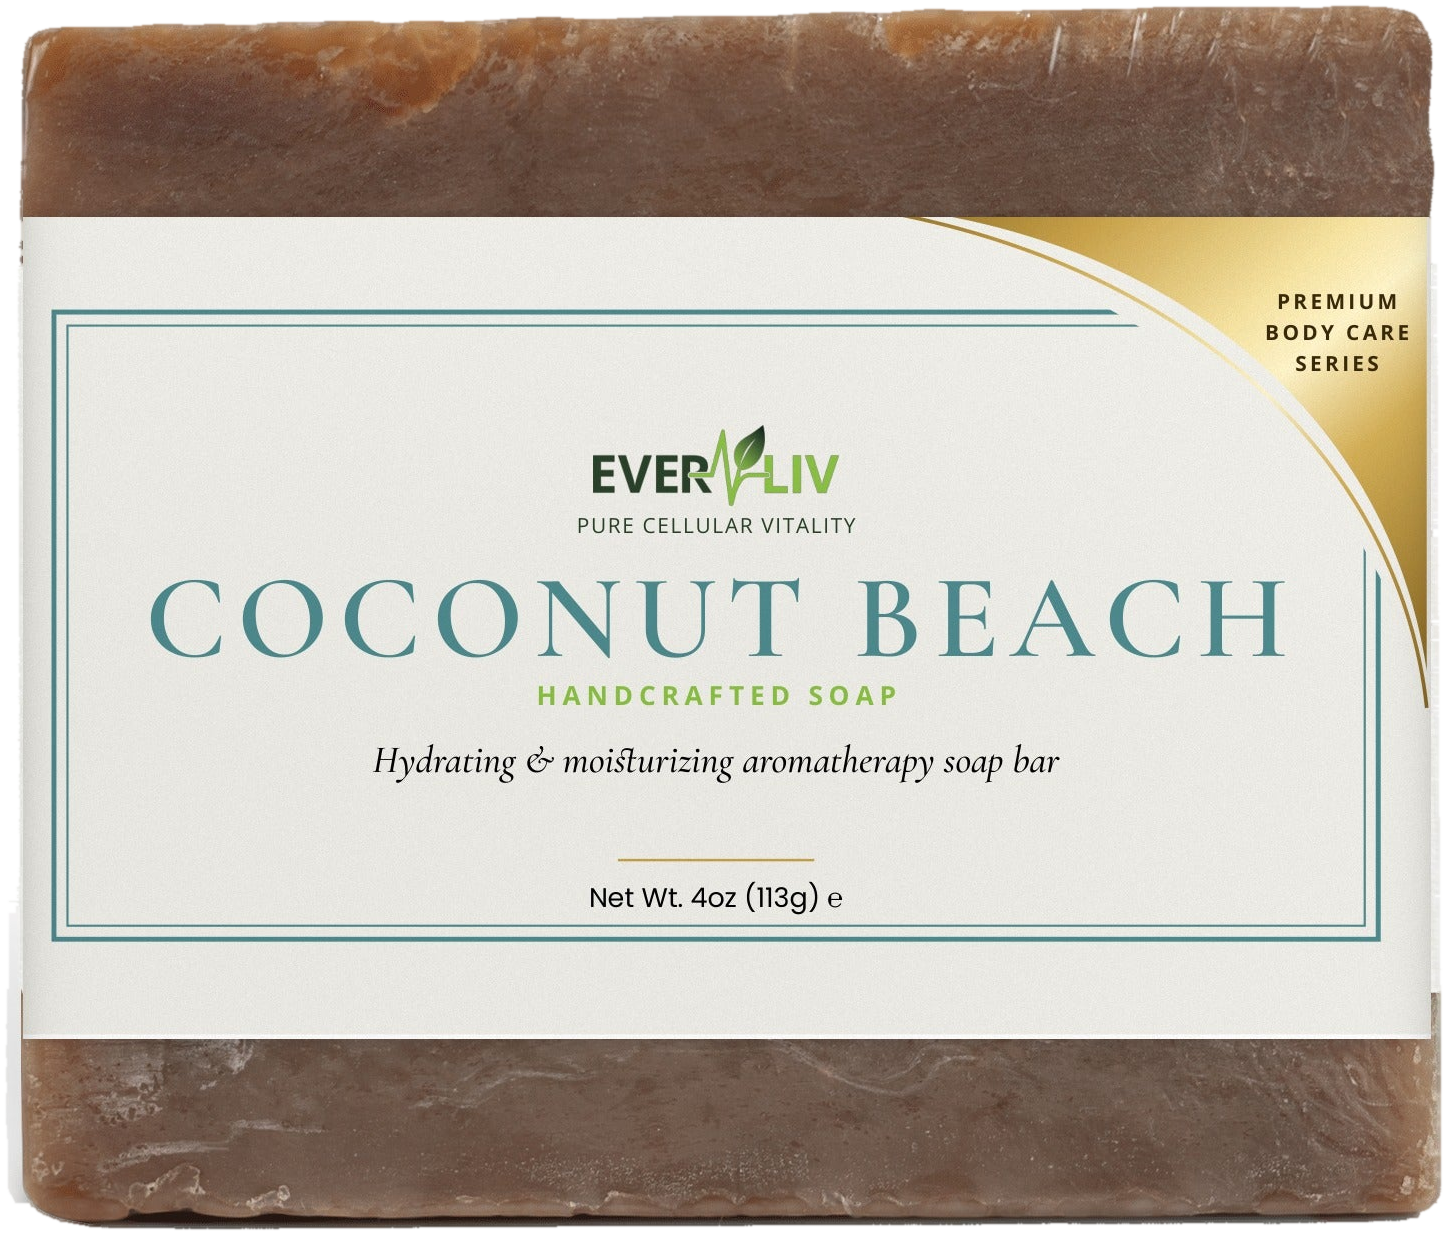 PREMIUM
BODY CARE
SERIES
EVERLIV
PURE CELLULAR VITALITY
COCONUT BEACH
HANDCRAFTED SOAP
Hydrating & moisturizing aromatherapy soap bar
Net Wt. 4oz (113g) ℮